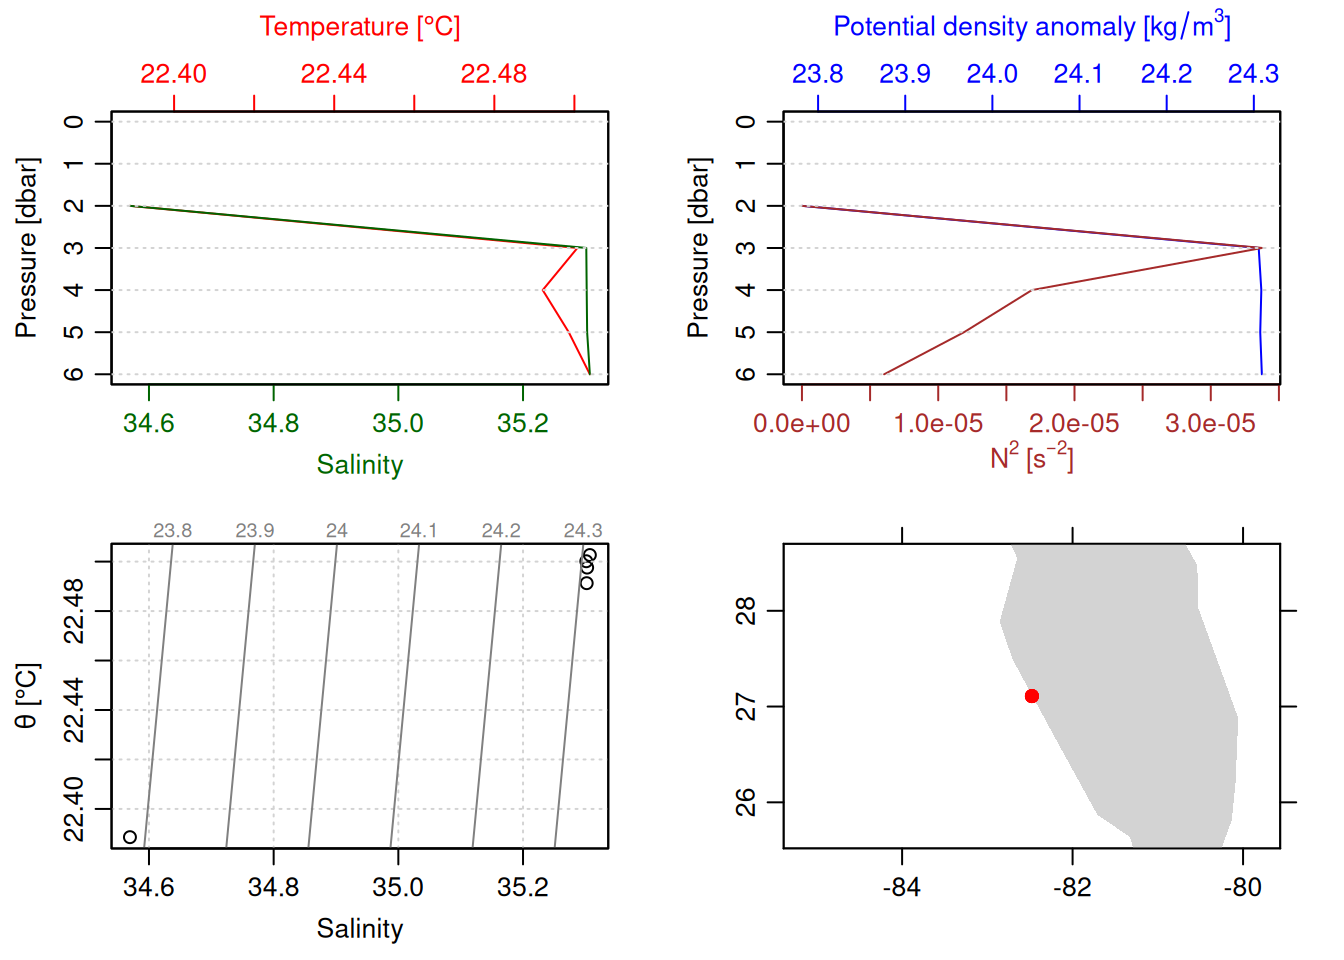 Temperature [°C]
22.40 22.44 22.48
0
1
2
3
4
5
6
Pressure [dbar]
34.6 34.8 35.0 35.2
Salinity
Potential density anomaly [kg/m³]
23.8 23.9 24.0 24.1 24.2 24.3
0
1
2
3
4
5
6
Pressure [dbar]
0.0e+00 1.0e-05 2.0e-05 3.0e-05
N² [s⁻²]
23.8 23.9 24 24.1 24.2 24.3
22.48
22.44
22.40
θ [°C]
34.6 34.8 35.0 35.2
Salinity
28
27
26
-84 -82 -80